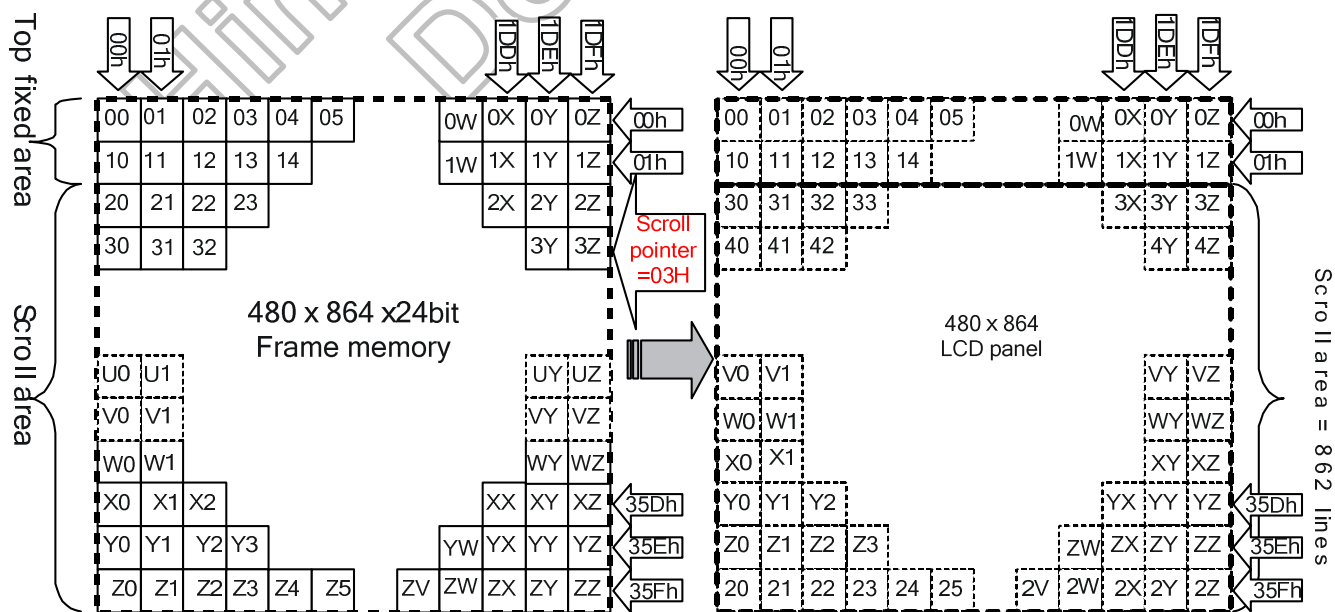 00h 01h 1DDh 1DEh 1DFh 00h 01h 1DDh 1DEh 1DFh
Top fixed area
00 01 02 03 04 05 0W 0X 0Y 0Z 00h 00 01 02 03 04 05 0W 0X 0Y 0Z 00h
10 11 12 13 14 1W 1X 1Y 1Z 01h 10 11 12 13 14 1W 1X 1Y 1Z 01h
20 21 22 23 2X 2Y 2Z 30 31 32 33 3X 3Y 3Z
30 31 32 3Y 3Z 40 41 42 4Y 4Z
Scroll
pointer
=03H
Scroll area
480 x 864 x24bit
Frame memory
480 x 864
LCD panel
Scroll area = 862 lines
U0 U1 UY UZ V0 V1 VY VZ
V0 V1 VY VZ W0 W1 WY WZ
W0 W1 WY WZ X0 X1 XY XZ
X0 X1 X2 XX XY XZ 35Dh Y0 Y1 Y2 YX YY YZ 35Dh
Y0 Y1 Y2 Y3 YW YX YY YZ 35Eh Z0 Z1 Z2 Z3 ZW ZX ZY ZZ 35Eh
Z0 Z1 Z2 Z3 Z4 Z5 ZV ZW ZX ZY ZZ 35Fh 20 21 22 23 24 25 2V 2W 2X 2Y 2Z 35Fh